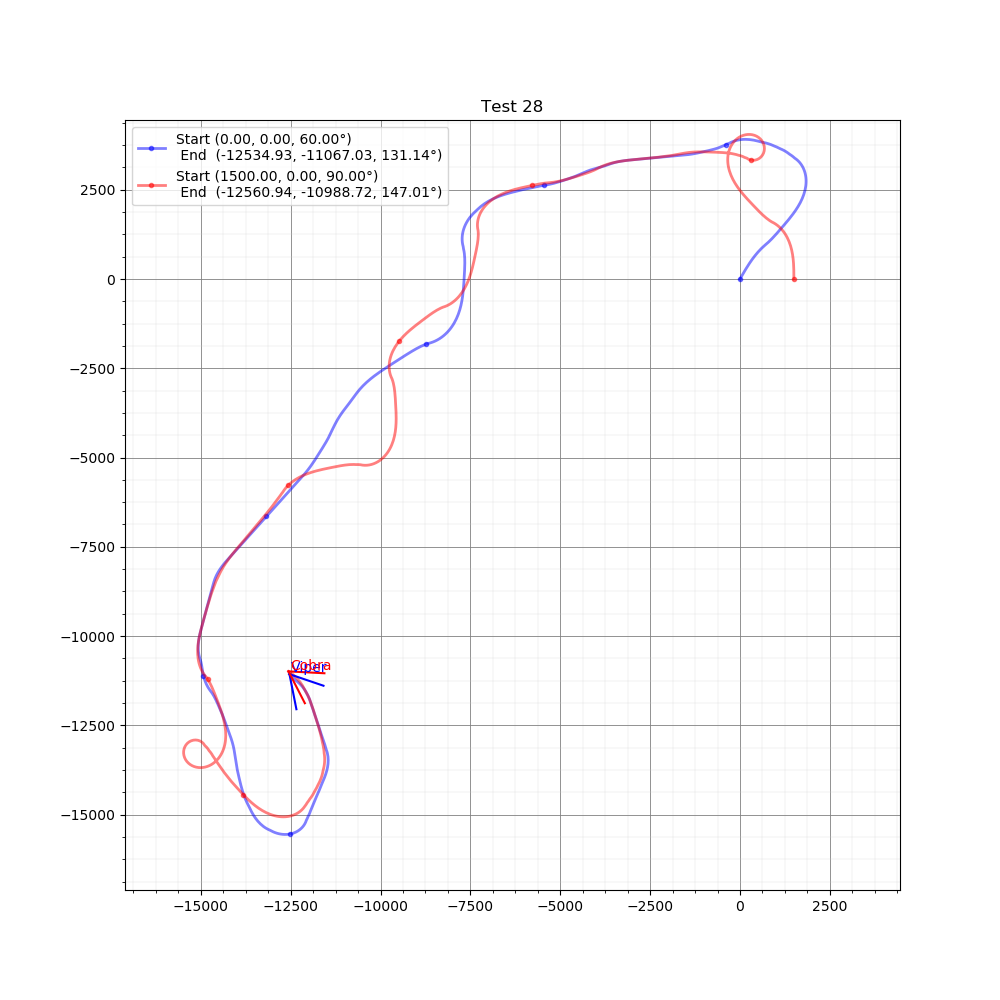 Test 28
Start (0.00, 0.00, 60.00°)
End  (-12534.93, -11067.03, 131.14°)
Start (1500.00, 0.00, 90.00°)
End  (-12560.94, -10988.72, 147.01°)
2500
0
−2500
−5000
−7500
−10000
−12500
−15000
Cobra
Viper
−15000 −12500 −10000 −7500 −5000 −2500 0 2500